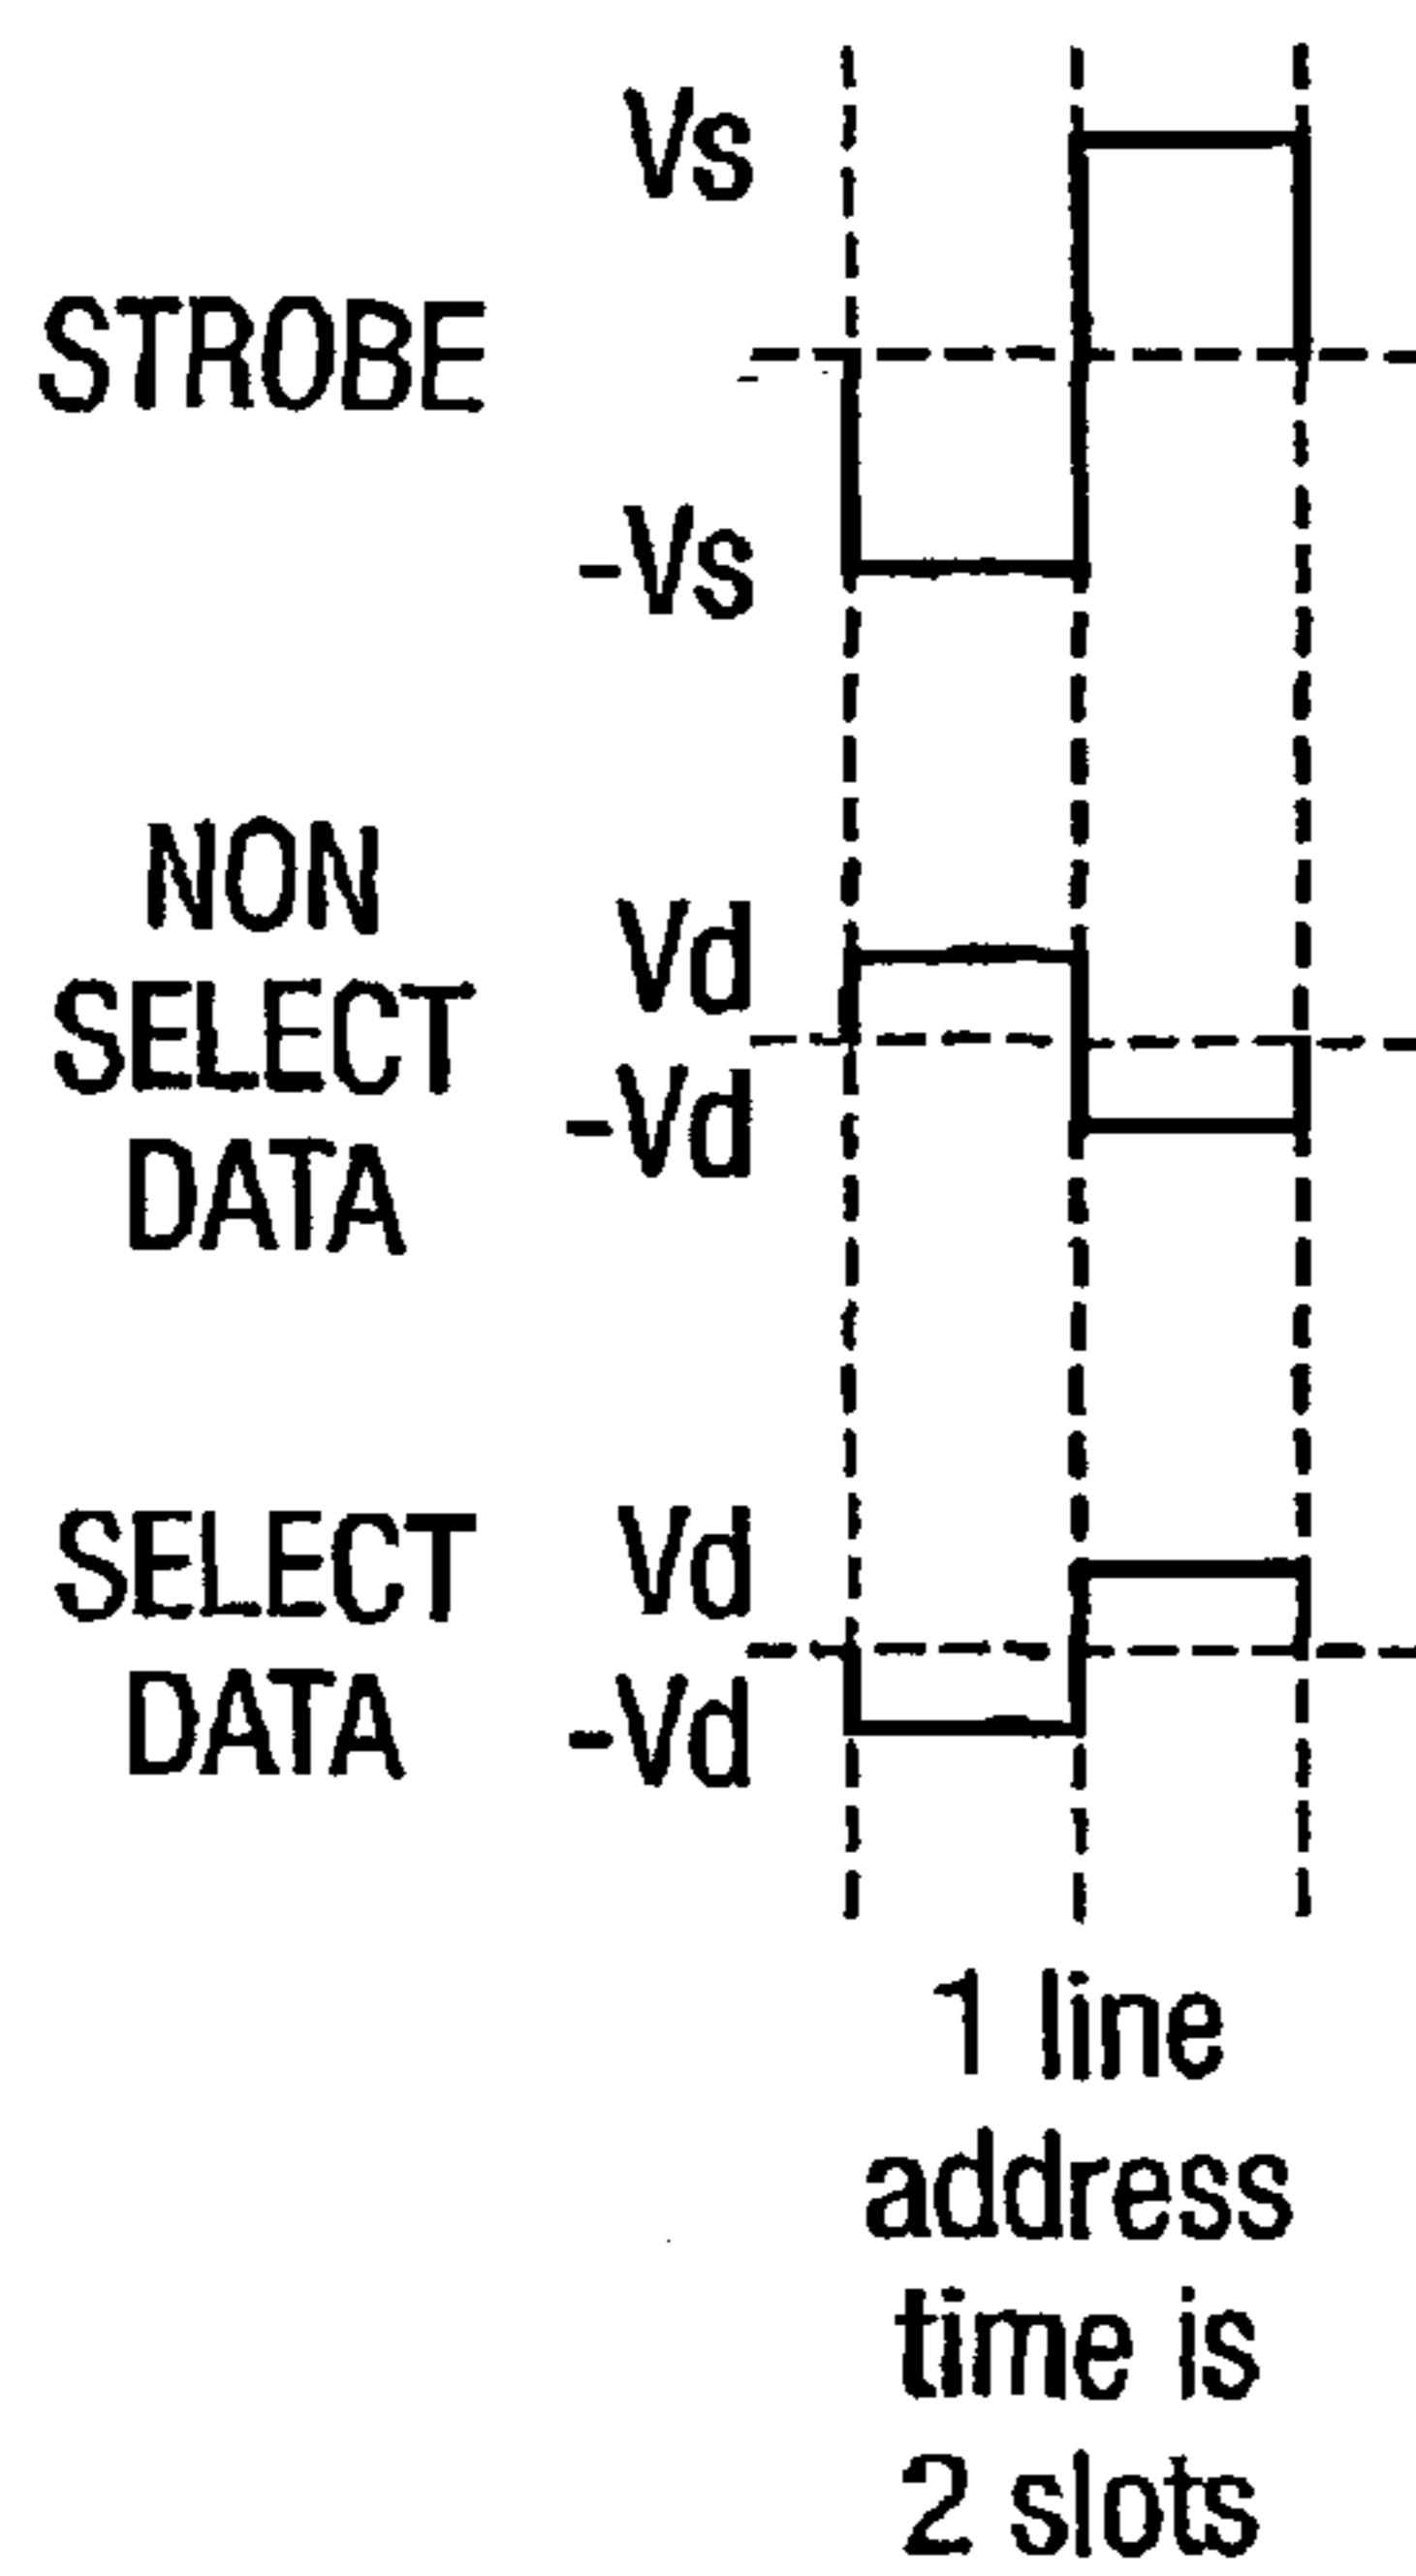 Vs
STROBE
-Vs
NON
SELECT
DATA
Vd
-Vd
SELECT
DATA
Vd
-Vd
1 line
address
time is
2 slots